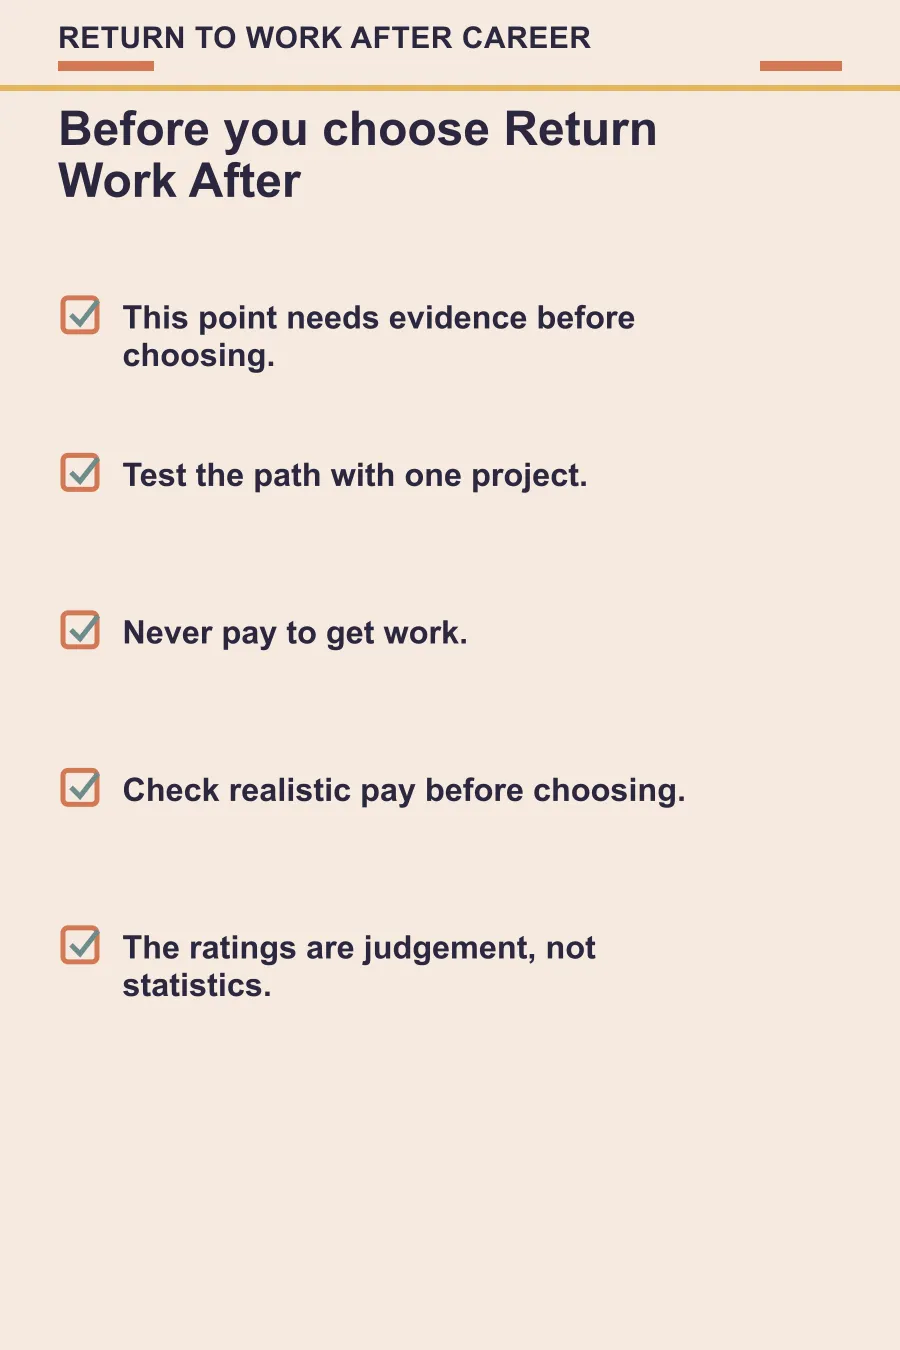 RETURN TO WORK AFTER CAREER
Before you choose Return
Work After
This point needs evidence before
choosing.
Test the path with one project.
Never pay to get work.
Check realistic pay before choosing.
The ratings are judgement, not
statistics.